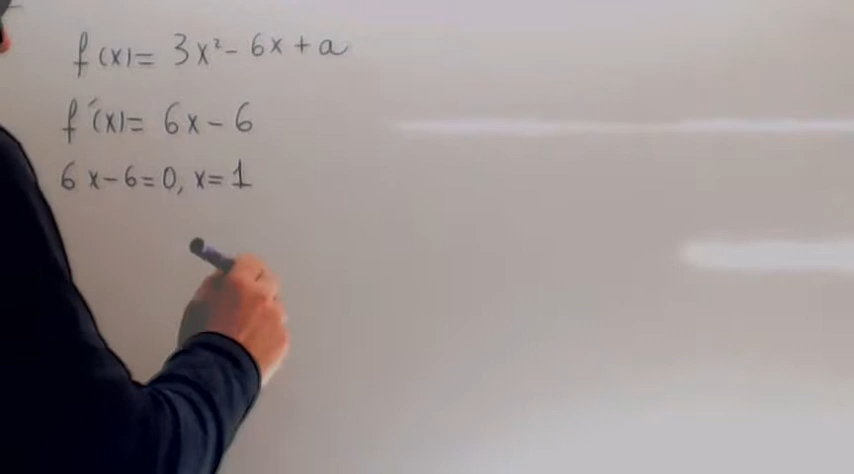 f(x)= 3x²-6x+a
f´(x)= 6x-6
6x-6=0, x=1